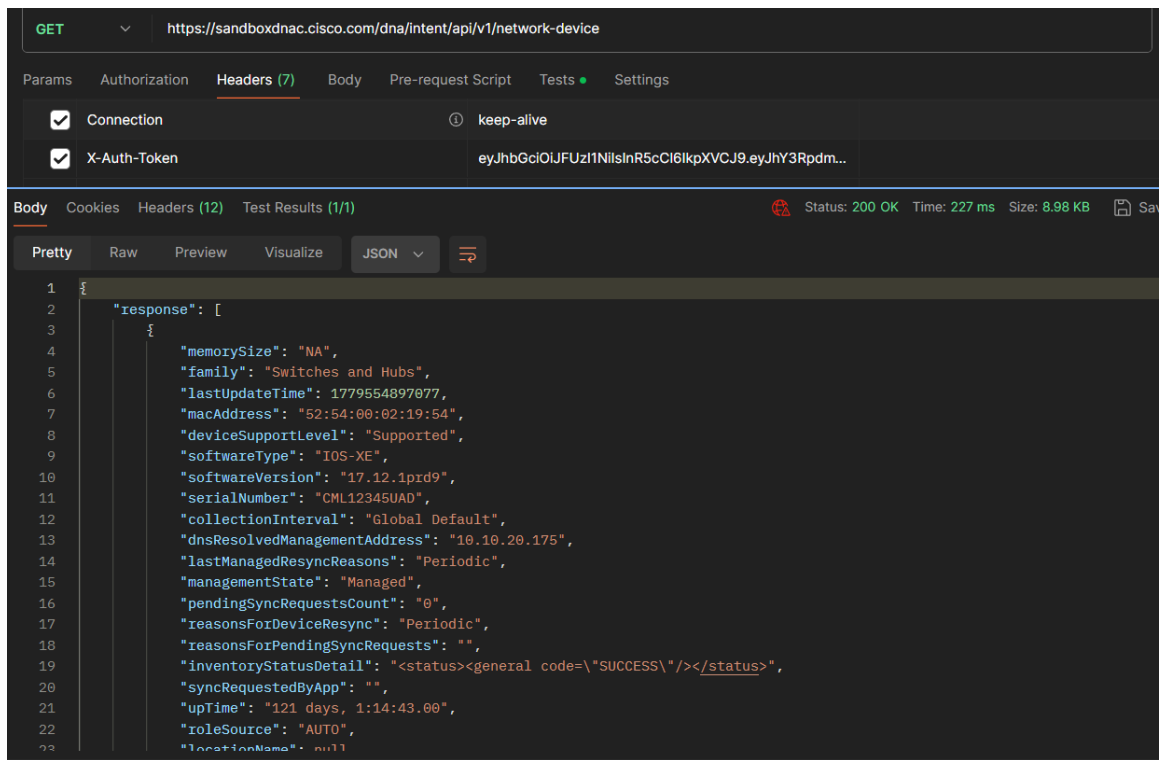 GET https://sandboxdnac.cisco.com/dna/intent/api/v1/network-device
Params Authorization Headers (7) Body Pre-request Script Tests Settings
Connection keep-alive
X-Auth-Token eyJhbGciOiJFUzI1NiIsInR5cCI6IkpXVCJ9.eyJhY3Rpdm...
Body Cookies Headers (12) Test Results (1/1) Status: 200 OK Time: 227 ms Size: 8.98 KB Sav
Pretty Raw Preview Visualize JSON
1 {
2 "response": [
3 {
4 "memorySize": "NA",
5 "family": "Switches and Hubs",
6 "lastUpdateTime": 1779554897077,
7 "macAddress": "52:54:00:02:19:54",
8 "deviceSupportLevel": "Supported",
9 "softwareType": "IOS-XE",
10 "softwareVersion": "17.12.1prd9",
11 "serialNumber": "CML12345UAD",
12 "collectionInterval": "Global Default",
13 "dnsResolvedManagementAddress": "10.10.20.175",
14 "lastManagedResyncReasons": "Periodic",
15 "managementState": "Managed",
16 "pendingSyncRequestsCount": "0",
17 "reasonsForDeviceResync": "Periodic",
18 "reasonsForPendingSyncRequests": "",
19 "inventoryStatusDetail": "<status><general code=\"SUCCESS\"/></status>",
20 "syncRequestedByApp": "",
21 "upTime": "121 days, 1:14:43.00",
22 "roleSource": "AUTO",
23 "locationName": null